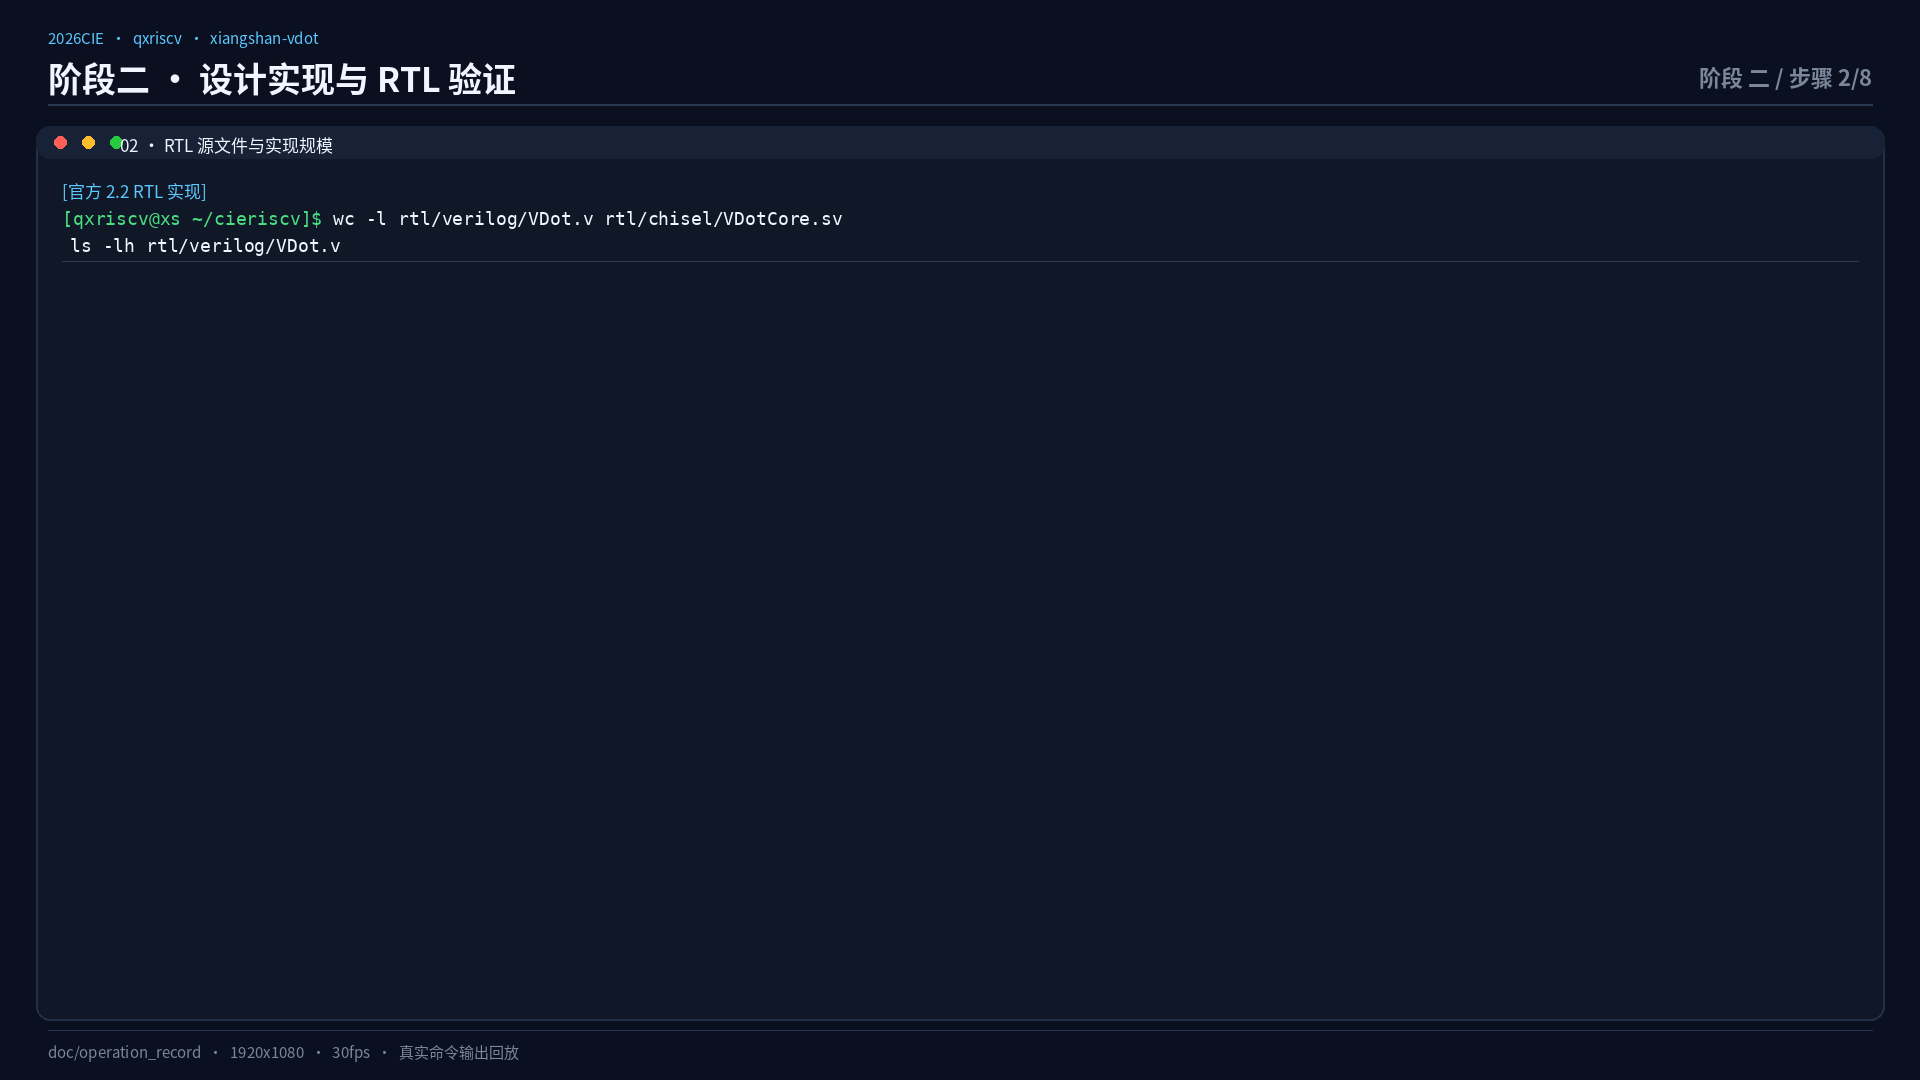 2026CIE · qxriscv · xiangshan-vdot
阶段二 · 设计实现与 RTL 验证
阶段 二 / 步骤 2/8
02 · RTL 源文件与实现规模
[官方 2.2 RTL 实现]
[qxriscv@xs ~/cieriscv]$ wc -l rtl/verilog/VDot.v rtl/chisel/VDotCore.sv
ls -lh rtl/verilog/VDot.v
doc/operation_record · 1920x1080 · 30fps · 真实命令输出回放